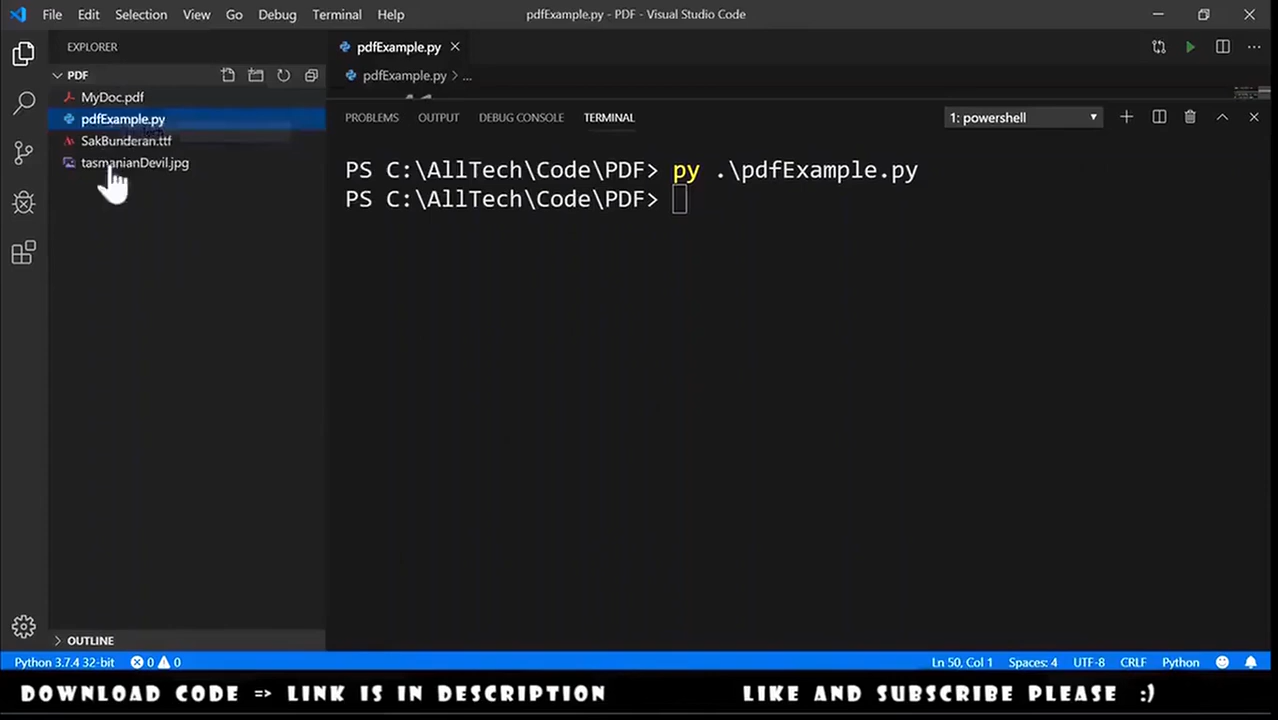 File Edit Selection View Go Debug Terminal Help
pdfExample.py - PDF - Visual Studio Code
EXPLORER
pdfExample.py
PDF
pdfExample.py > ...
MyDoc.pdf
pdfExample.py
SakBunderan.ttf
tasmanianDevil.jpg
PROBLEMS OUTPUT DEBUG CONSOLE TERMINAL
1: powershell
PS C:\AllTech\Code\PDF> py .\pdfExample.py
PS C:\AllTech\Code\PDF>
OUTLINE
Python 3.7.4 32-bit 0 0
Ln 50, Col 1 Spaces: 4 UTF-8 CRLF Python
DOWNLOAD CODE => LINK IS IN DESCRIPTION
LIKE AND SUBSCRIBE PLEASE :)